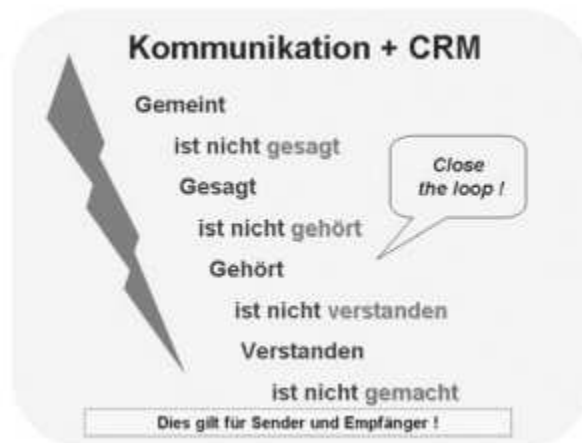 Kommunikation + CRM
Gemeint
ist nicht gesagt
Gesagt
ist nicht gehört
Gehört
ist nicht verstanden
Verstanden
ist nicht gemacht
Close
the loop !
Dies gilt für Sender und Empfänger !